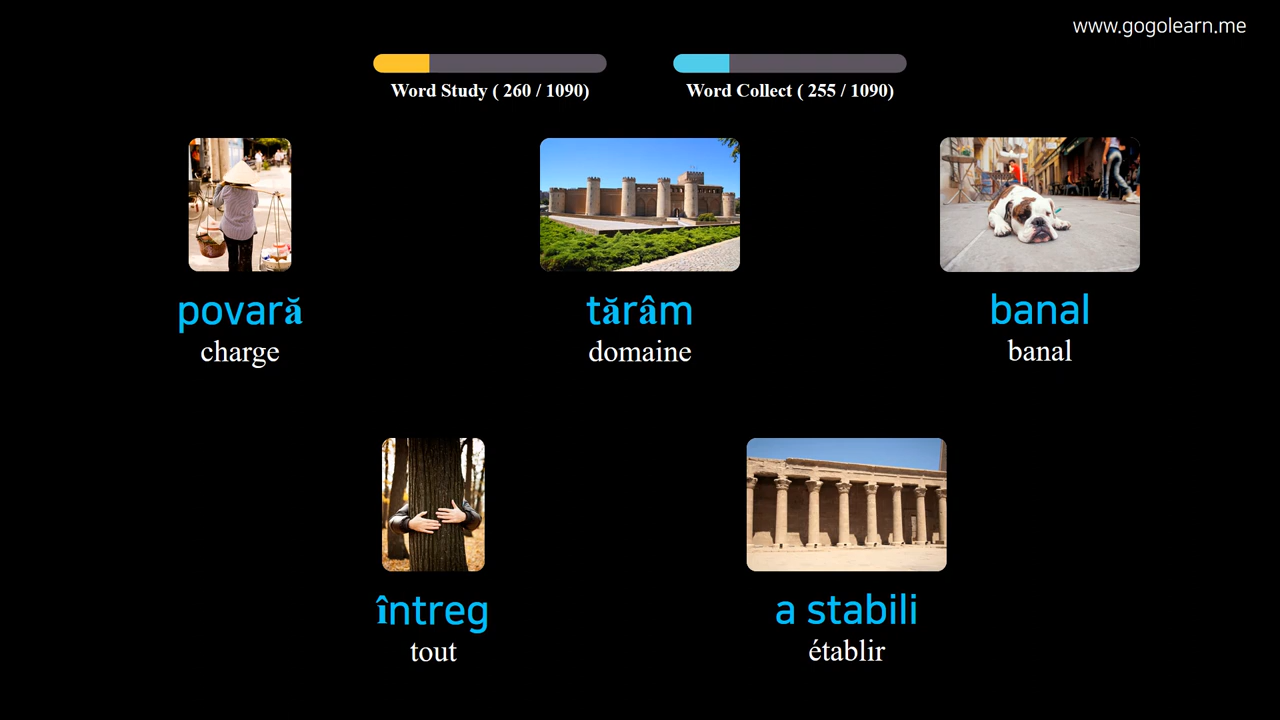 www.gogolearn.me
Word Study ( 260 / 1090)
Word Collect ( 255 / 1090)
povară
charge
tărâm
domaine
banal
banal
întreg
tout
a stabili
établir